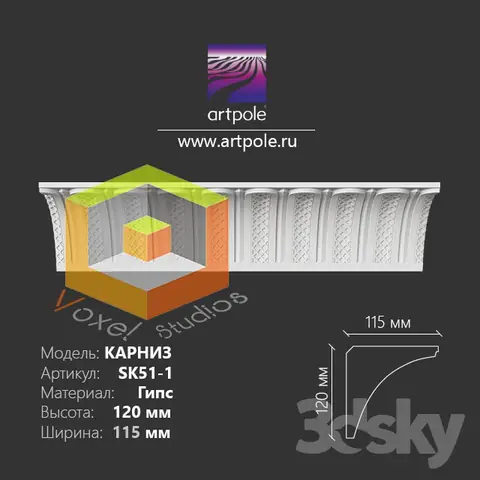 artpole®
www.artpole.ru
Voxel Studios
115 мм
120 мм
Модель: КАРНИЗ
Артикул: SK51-1
Материал: Гипс
Высота: 120 мм
Ширина: 115 мм
3dsky